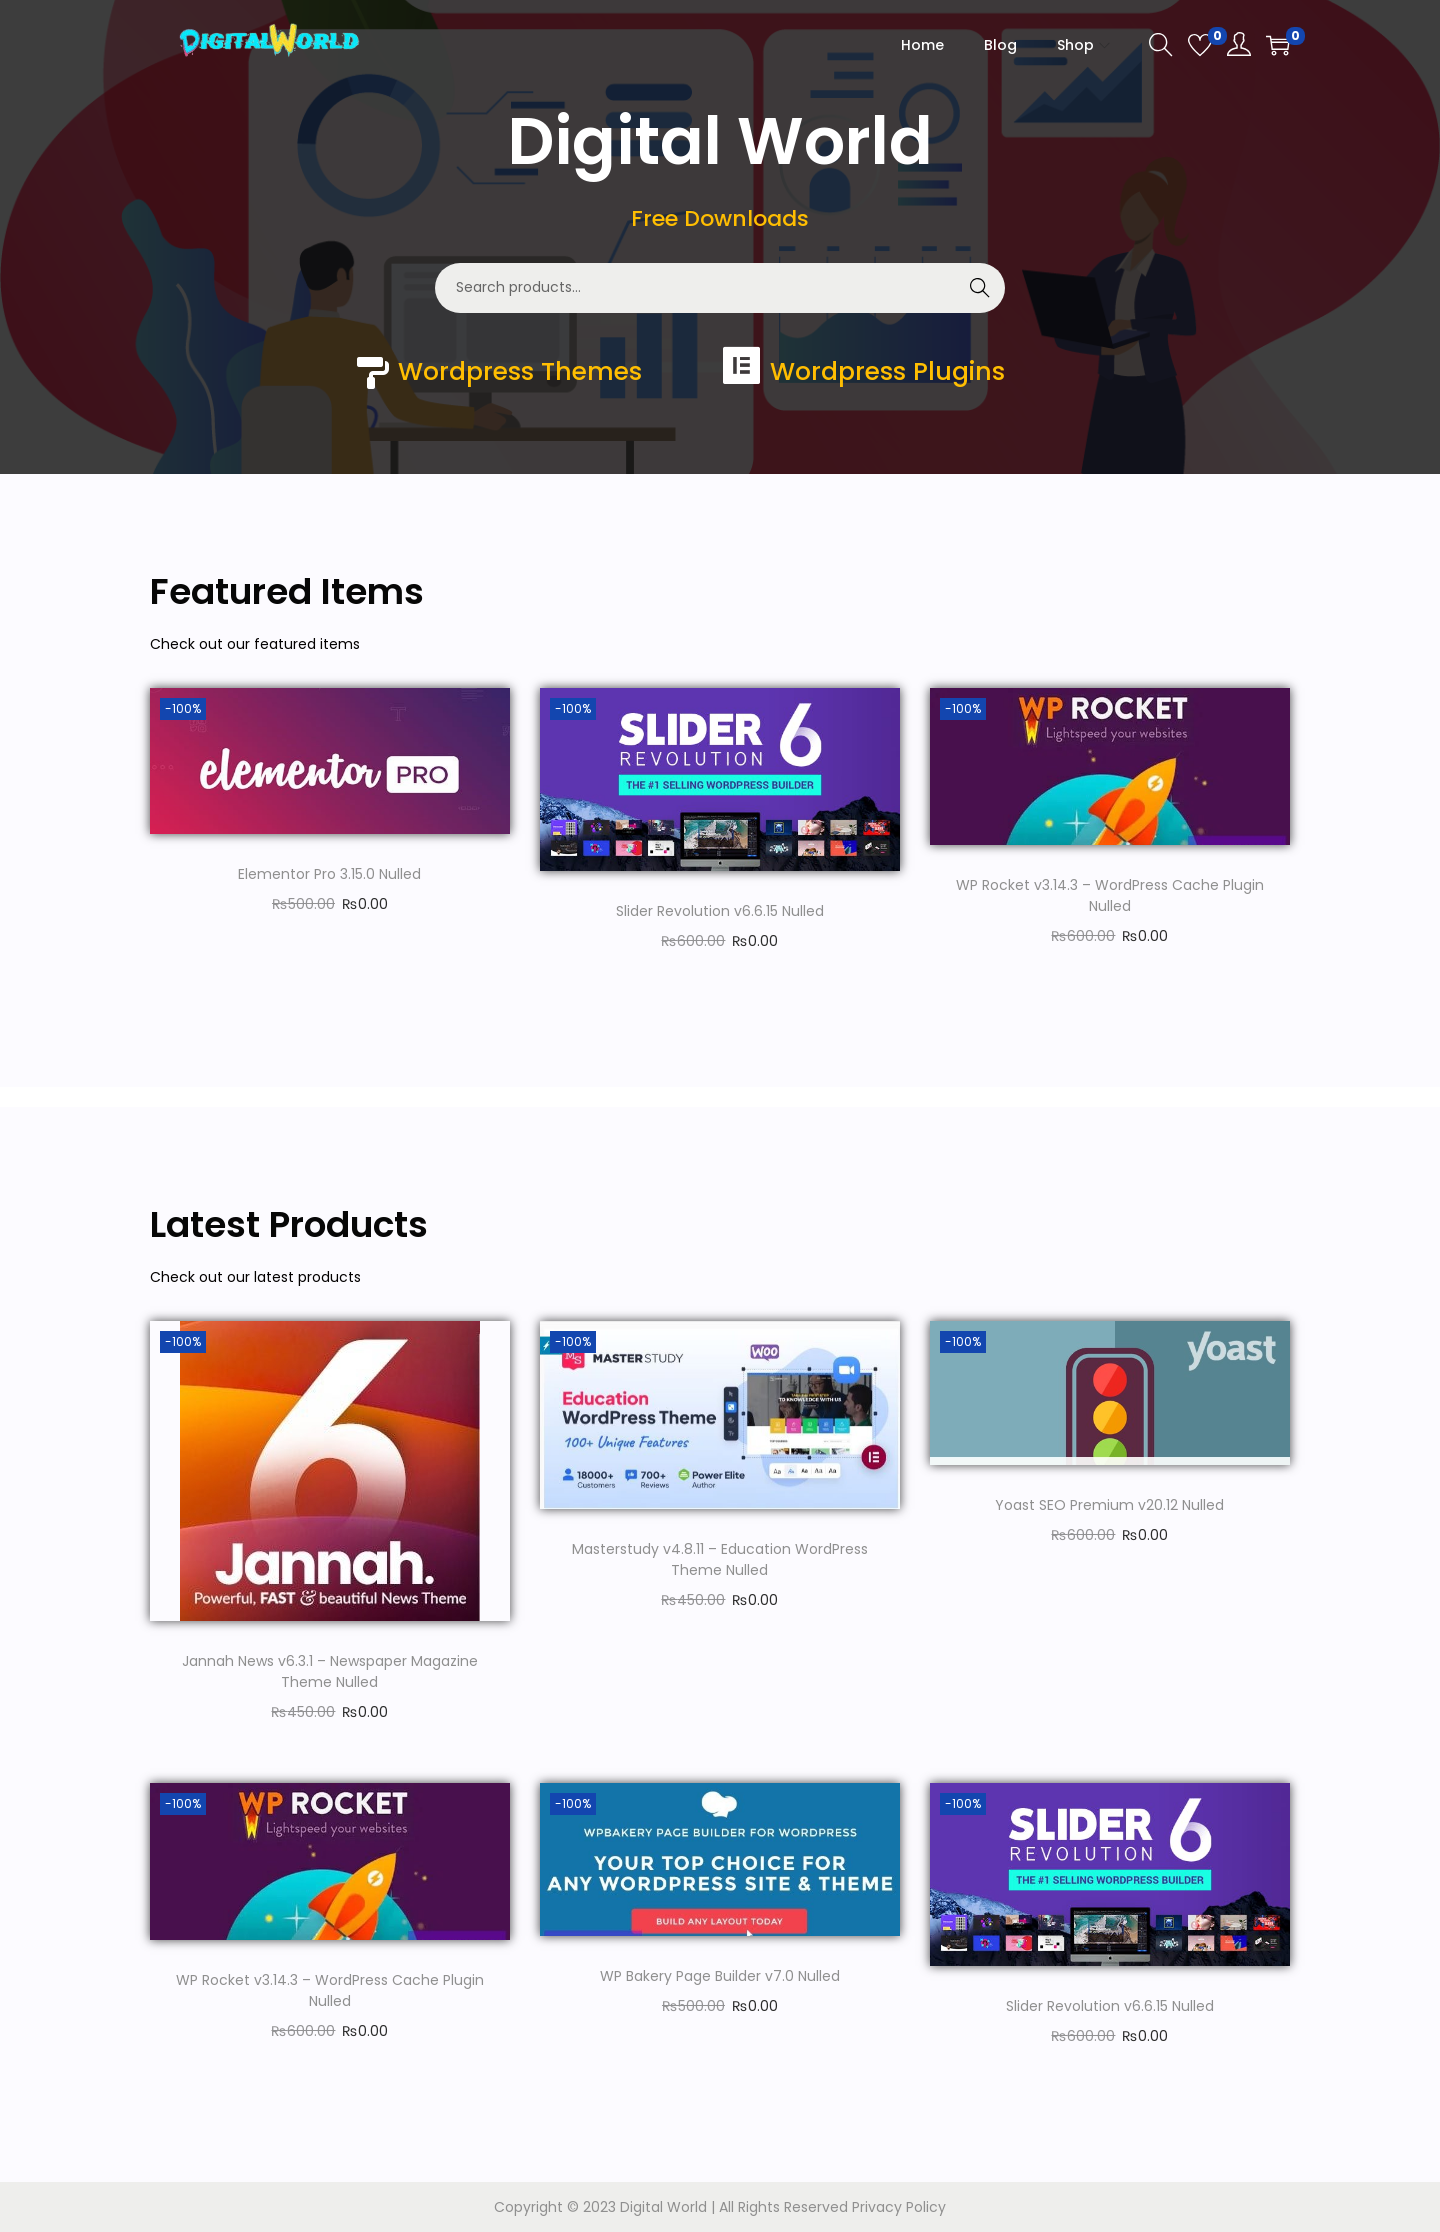 DIGITALWORLD
Home Blog Shop 0 0
Digital World
Free Downloads
Search products...
Wordpress Themes Wordpress Plugins
Featured Items
Check out our featured items
-100%
elementor PRO
Elementor Pro 3.15.0 Nulled
₨500.00 ₨0.00
-100%
SLIDER 6
REVOLUTION
THE #1 SELLING WORDPRESS BUILDER
Slider Revolution v6.6.15 Nulled
₨600.00 ₨0.00
-100%
WP ROCKET
Lightspeed your websites
WP Rocket v3.14.3 – WordPress Cache Plugin
Nulled
₨600.00 ₨0.00
Latest Products
Check out our latest products
-100%
6
Jannah.
Powerful, FAST & beautiful News Theme
Jannah News v6.3.1 – Newspaper Magazine
Theme Nulled
₨450.00 ₨0.00
-100%
MS MASTERSTUDY
WOO
Education
WordPress Theme
100+ Unique Features
18000+ 700+ Power Elite
Customers Reviews Author
Aa Aa Aa Aa Aa
Masterstudy v4.8.11 – Education WordPress
Theme Nulled
₨450.00 ₨0.00
-100%
yoast
Yoast SEO Premium v20.12 Nulled
₨600.00 ₨0.00
-100%
WP ROCKET
Lightspeed your websites
WP Rocket v3.14.3 – WordPress Cache Plugin
Nulled
₨600.00 ₨0.00
-100%
WPBAKERY PAGE BUILDER FOR WORDPRESS
YOUR TOP CHOICE FOR
ANY WORDPRESS SITE & THEME
BUILD ANY LAYOUT TODAY
WP Bakery Page Builder v7.0 Nulled
₨500.00 ₨0.00
-100%
SLIDER 6
REVOLUTION
THE #1 SELLING WORDPRESS BUILDER
Slider Revolution v6.6.15 Nulled
₨600.00 ₨0.00
Copyright © 2023 Digital World | All Rights Reserved Privacy Policy